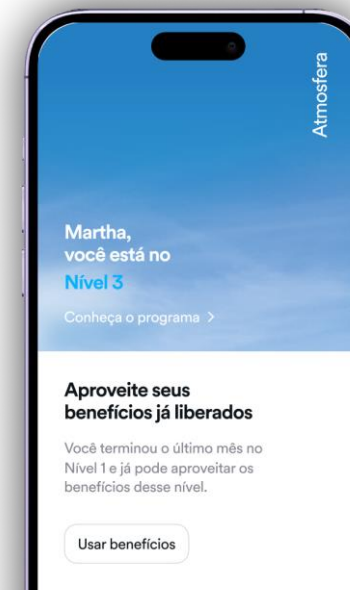 Atmosfera
Martha,
você está no
Nível 3
Conheça o programa >
Aproveite seus
benefícios já liberados
Você terminou o último mês no
Nível 1 e já pode aproveitar os
benefícios desse nível.
Usar benefícios